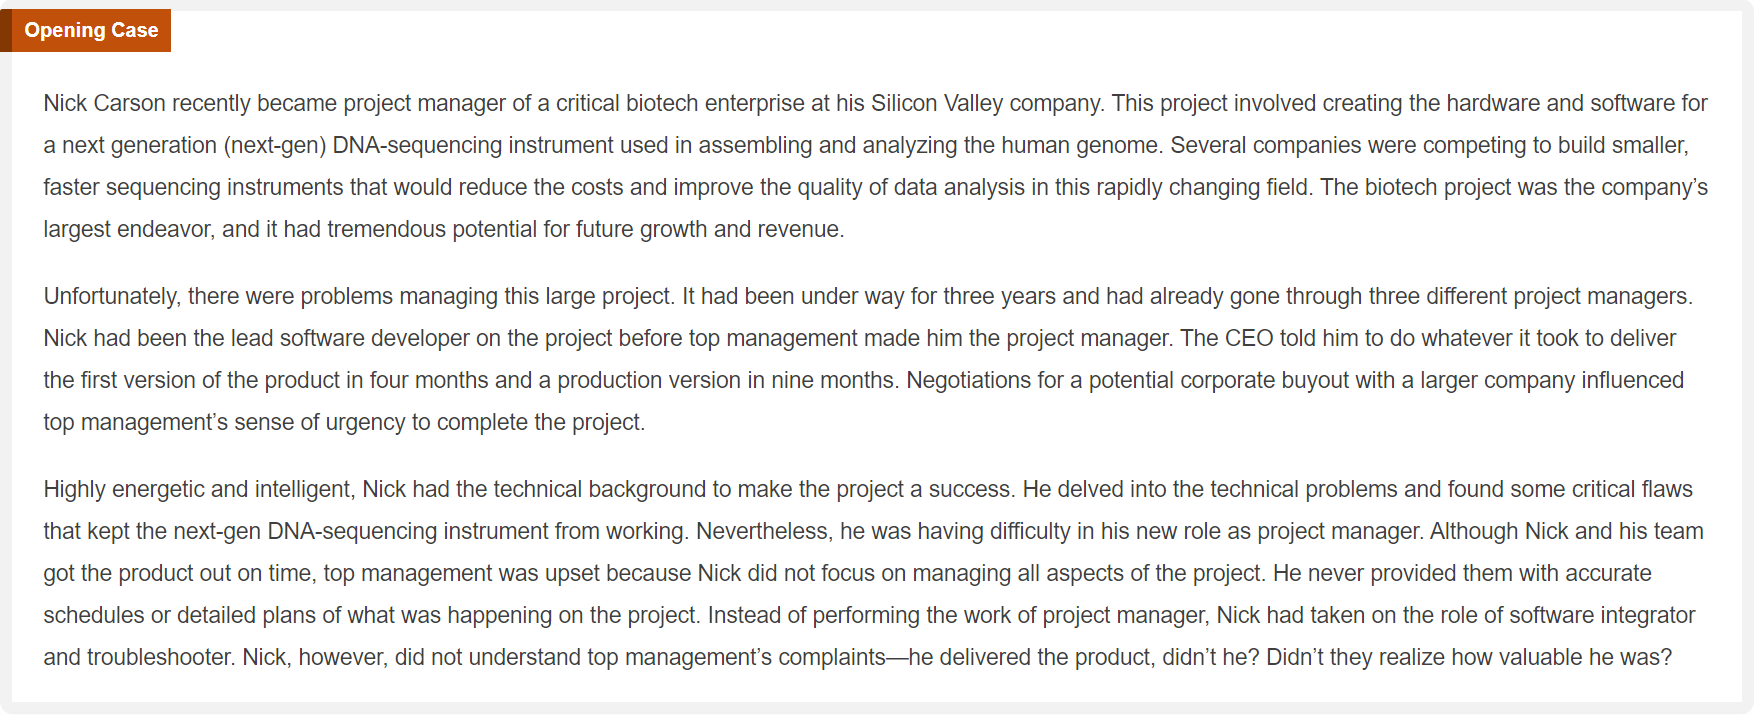 Opening Case
Nick Carson recently became project manager of a critical biotech enterprise at his Silicon Valley company. This project involved creating the hardware and software for
a next generation (next-gen) DNA-sequencing instrument used in assembling and analyzing the human genome. Several companies were competing to build smaller,
faster sequencing instruments that would reduce the costs and improve the quality of data analysis in this rapidly changing field. The biotech project was the company’s
largest endeavor, and it had tremendous potential for future growth and revenue.
Unfortunately, there were problems managing this large project. It had been under way for three years and had already gone through three different project managers.
Nick had been the lead software developer on the project before top management made him the project manager. The CEO told him to do whatever it took to deliver
the first version of the product in four months and a production version in nine months. Negotiations for a potential corporate buyout with a larger company influenced
top management’s sense of urgency to complete the project.
Highly energetic and intelligent, Nick had the technical background to make the project a success. He delved into the technical problems and found some critical flaws
that kept the next-gen DNA-sequencing instrument from working. Nevertheless, he was having difficulty in his new role as project manager. Although Nick and his team
got the product out on time, top management was upset because Nick did not focus on managing all aspects of the project. He never provided them with accurate
schedules or detailed plans of what was happening on the project. Instead of performing the work of project manager, Nick had taken on the role of software integrator
and troubleshooter. Nick, however, did not understand top management’s complaints—he delivered the product, didn’t he? Didn’t they realize how valuable he was?